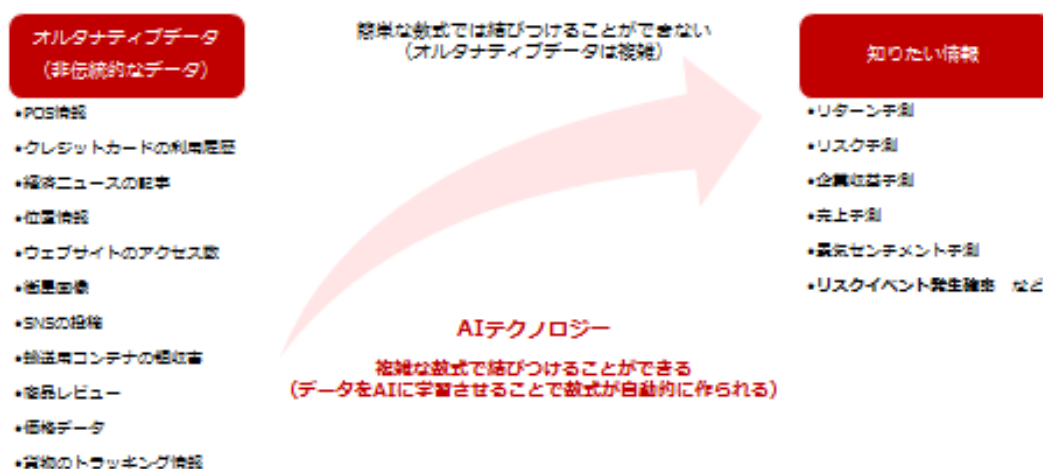 オルタナティブデータ
(非伝統的なデータ)
•POS情報
•クレジットカードの利用履歴
•経済ニュースの記事
•位置情報
•ウェブサイトのアクセス数
•衛星画像
•SNSの投稿
•輸送用コンテナの領収書
•商品レビュー
•価格データ
•貨物のトラッキング情報
簡単な数式では結びつけることができない
(オルタナティブデータは複雑)
AIテクノロジー
複雑な数式で結びつけることができる
(データをAIに学習させることで数式が自動的に作られる)
知りたい情報
•リターン予測
•リスク予測
•企業収益予測
•売上予測
•景気センチメント予測
•リスクイベント発生確率　など